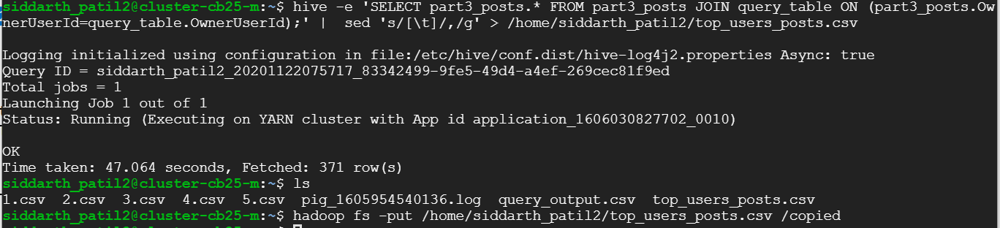 siddarth_patil2@cluster-cb25-m:~$ hive -e 'SELECT part3_posts.* FROM part3_posts JOIN query_table ON (part3_posts.Ow
nerUserId=query_table.OwnerUserId);' |  sed 's/[\t]/,/g' > /home/siddarth_patil2/top_users_posts.csv
Logging initialized using configuration in file:/etc/hive/conf.dist/hive-log4j2.properties Async: true
Query ID = siddarth_patil2_20201122075717_83342499-9fe5-49d4-a4ef-269cec81f9ed
Total jobs = 1
Launching Job 1 out of 1
Status: Running (Executing on YARN cluster with App id application_1606030827702_0010)
OK
Time taken: 47.064 seconds, Fetched: 371 row(s)
siddarth_patil2@cluster-cb25-m:~$ ls
1.csv  2.csv  3.csv  4.csv  5.csv  pig_1605954540136.log  query_output.csv  top_users_posts.csv
siddarth_patil2@cluster-cb25-m:~$ hadoop fs -put /home/siddarth_patil2/top_users_posts.csv /copied